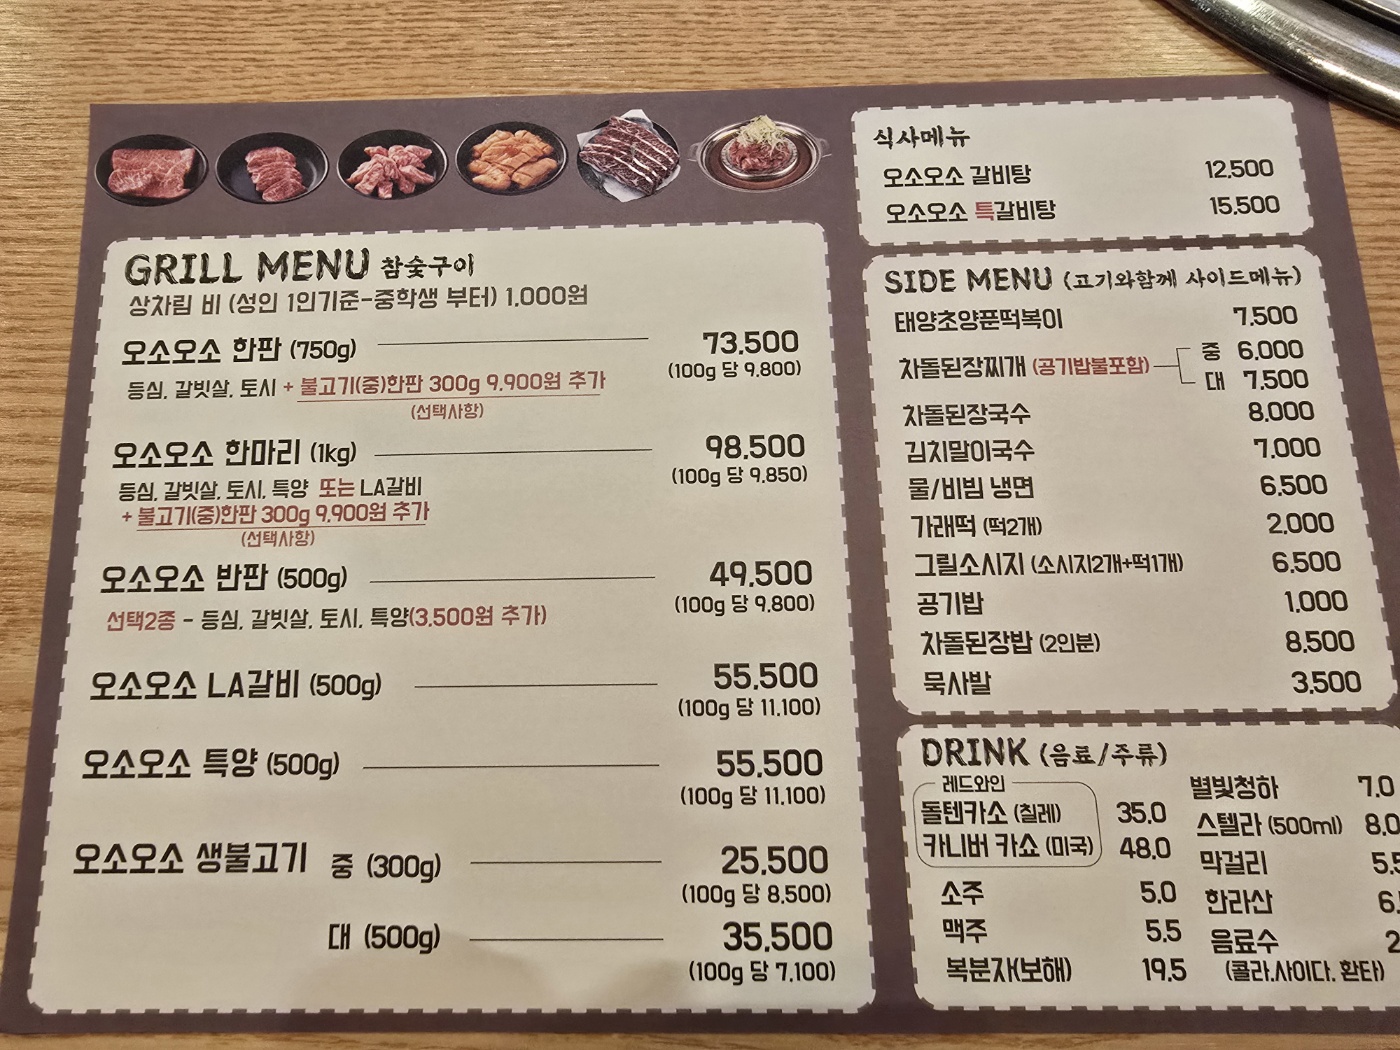 GRILL MENU 참숯구이
상차림 비 (성인 1인기준-중학생 부터) 1,000원
오소오소 한판 (750g) 73,500
(100g 당 9,800)
등심, 갈빗살, 토시 + 불고기(중)한판 300g 9,900원 추가
(선택사항)
오소오소 한마리 (1kg) 98,500
(100g 당 9,850)
등심, 갈빗살, 토시, 특양 또는 LA갈비
+ 불고기(중)한판 300g 9,900원 추가
(선택사항)
오소오소 반판 (500g) 49,500
(100g 당 9,800)
선택2종 - 등심, 갈빗살, 토시, 특양(3,500원 추가)
오소오소 LA갈비 (500g) 55,500
(100g 당 11,100)
오소오소 특양 (500g) 55,500
(100g 당 11,100)
오소오소 생불고기 중 (300g) 25,500
(100g 당 8,500)
대 (500g) 35,500
(100g 당 7,100)
식사메뉴
오소오소 갈비탕 12,500
오소오소 특갈비탕 15,500
SIDE MENU (고기와함께 사이드메뉴)
태양초양푼떡볶이 7,500
차돌된장찌개 (공기밥불포함) 중 6,000
대 7,500
차돌된장국수 8,000
김치말이국수 7,000
물/비빔 냉면 6,500
가래떡 (떡2개) 2,000
그릴소시지 (소시지2개+떡1개) 6,500
공기밥 1,000
차돌된장밥 (2인분) 8,500
묵사발 3,500
DRINK (음료/주류)
레드와인
돌텐카소 (칠레) 35,0
카니버 카쇼 (미국) 48,0
소주 5,0
맥주 5,5
복분자(보해) 19,5
별빛청하 7,0
스텔라 (500ml) 8,0
막걸리 5,5
한라산 6,
음료수 2
(콜라,사이다, 환타)